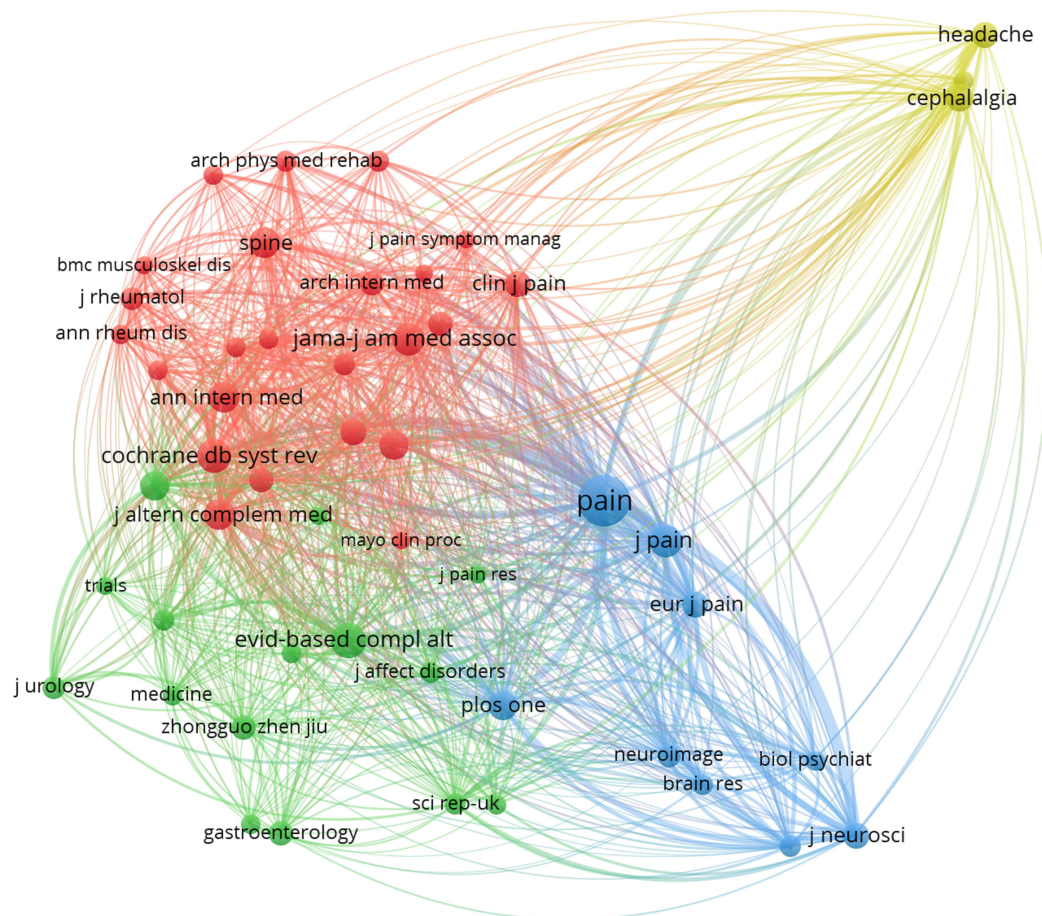 headache
cephalalgia
arch phys med rehab
spine
j pain symptom manag
bmc musculoskel dis
arch intern med
clin j pain
j rheumatol
ann rheum dis
jama-j am med assoc
ann intern med
cochrane db syst rev
pain
j altern complem med
mayo clin proc
j pain
j pain res
trials
eur j pain
evid-based compl alt
j affect disorders
j urology
medicine
plos one
zhongguo zhen jiu
neuroimage
biol psychiat
brain res
sci rep-uk
gastroenterology
j neurosci